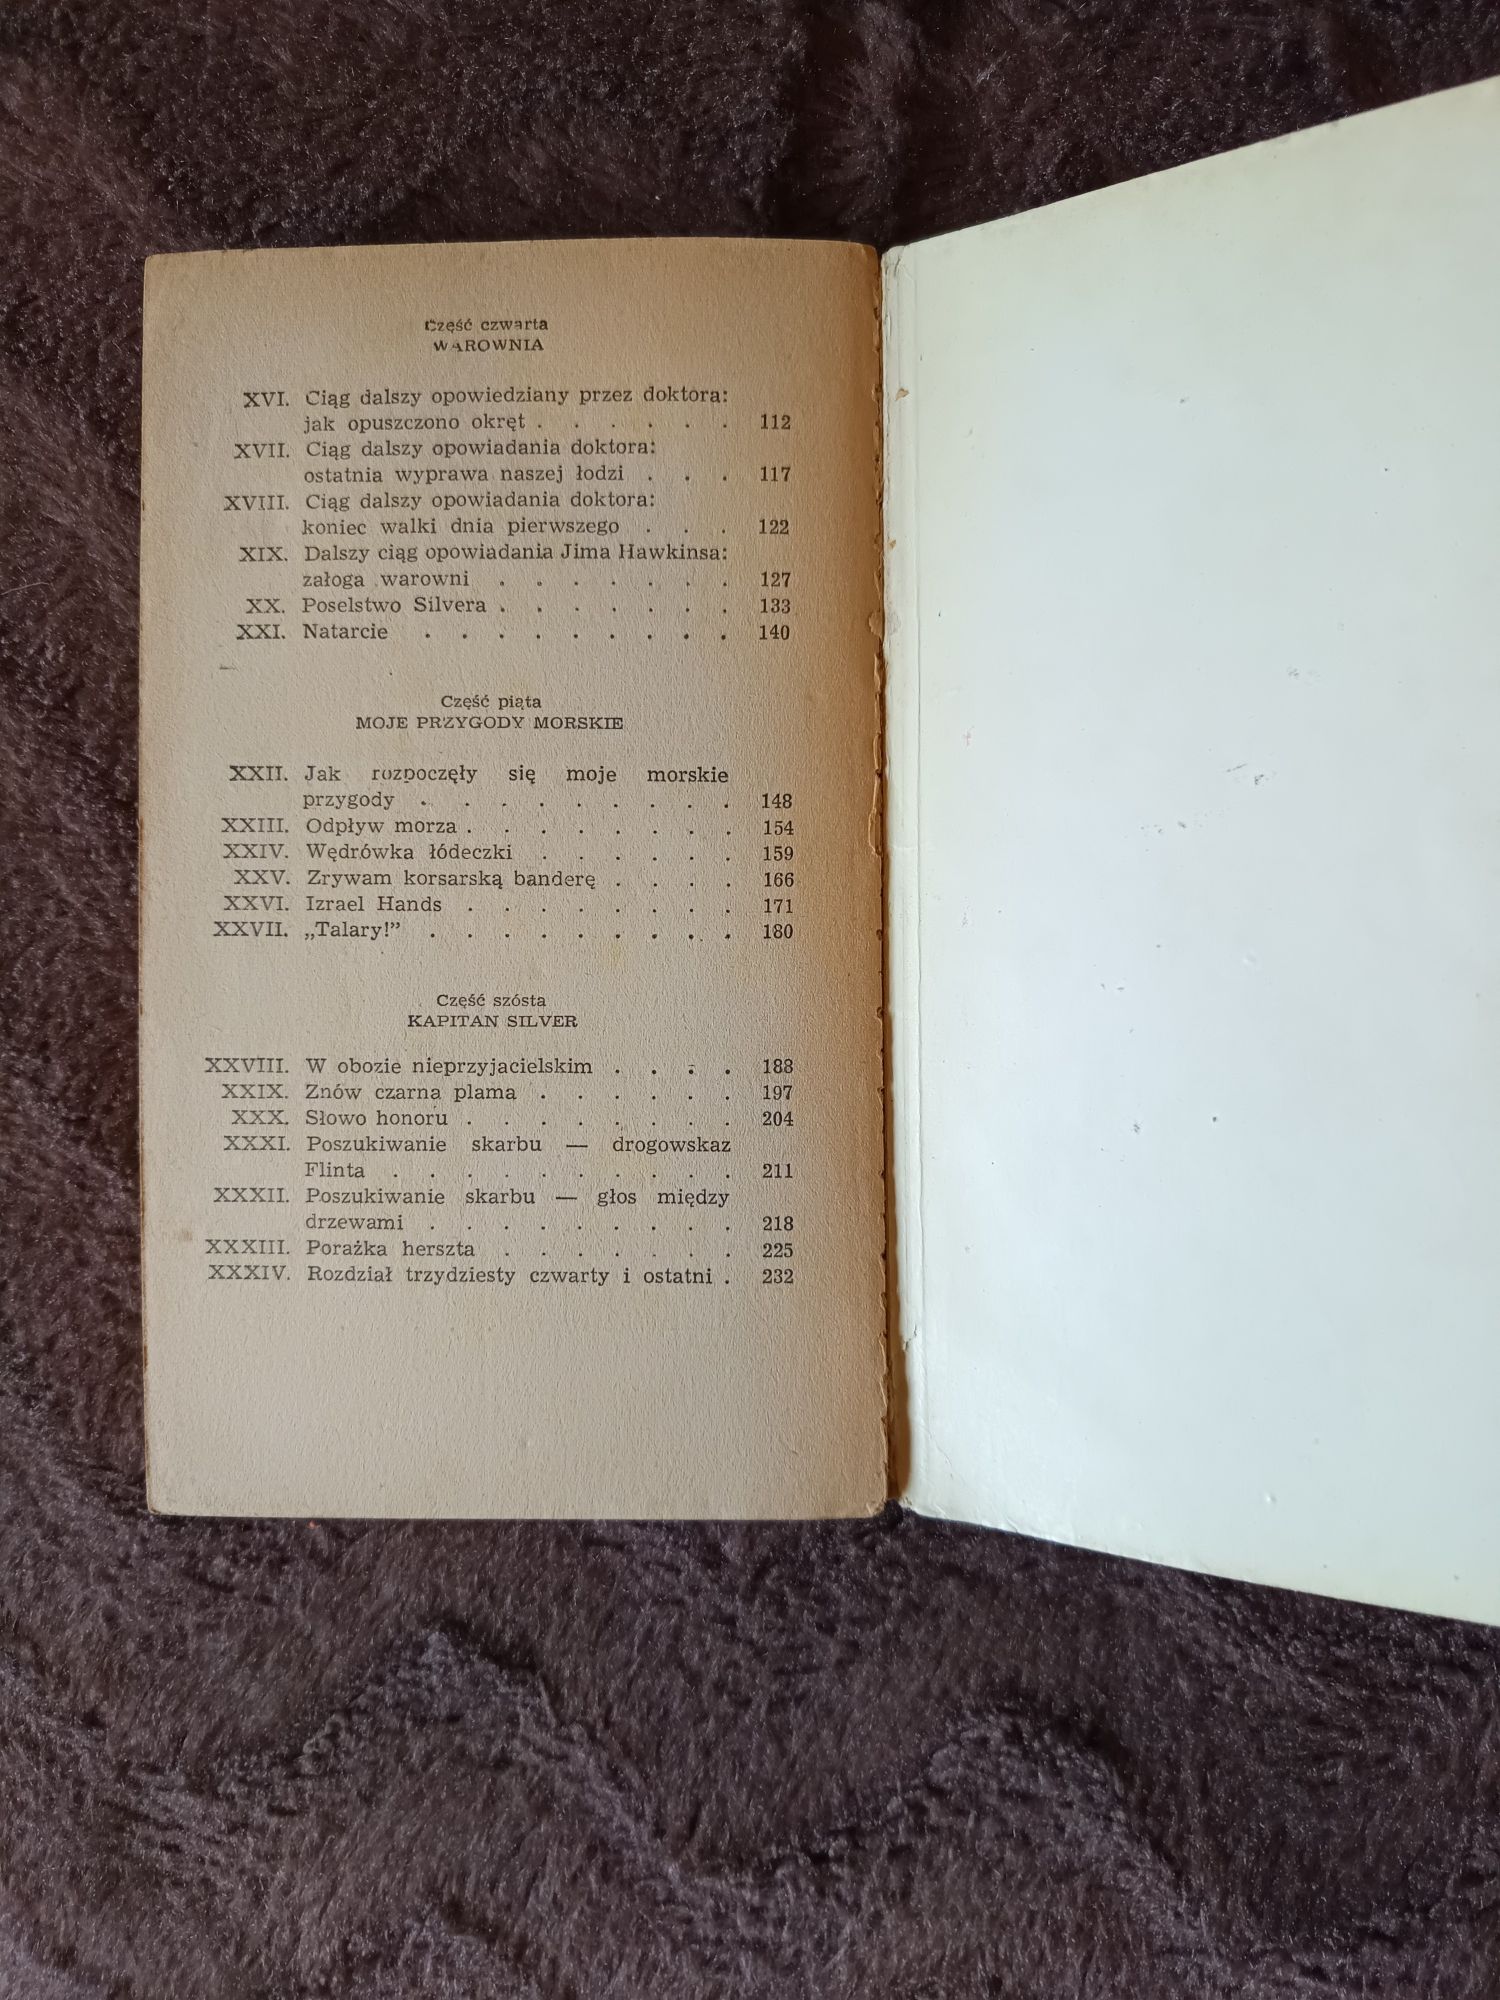 Część czwarta
WAROWNIA
XVI. Ciąg dalszy opowiedziany przez doktora:
jak opuszczono okręt . . . . . . 112
XVII. Ciąg dalszy opowiadania doktora:
ostatnia wyprawa naszej łodzi . . . 117
XVIII. Ciąg dalszy opowiadania doktora:
koniec walki dnia pierwszego . . . 122
XIX. Dalszy ciąg opowiadania Jima Hawkinsa:
załoga warowni . . . . . . . 127
XX. Poselstwo Silvera . . . . . . . 133
XXI. Natarcie . . . . . . . . . 140
Część piąta
MOJE PRZYGODY MORSKIE
XXII. Jak rozpoczęły się moje morskie
przygody . . . . . . . . . 148
XXIII. Odpływ morza . . . . . . . . 154
XXIV. Wędrówka łódeczki . . . . . . 159
XXV. Zrywam korsarską banderę . . . . 166
XXVI. Izrael Hands . . . . . . . . 171
XXVII. „Talary!” . . . . . . . . . 180
Część szósta
KAPITAN SILVER
XXVIII. W obozie nieprzyjacielskim . . . . 188
XXIX. Znów czarna plama . . . . . . 197
XXX. Słowo honoru . . . . . . . . 204
XXXI. Poszukiwanie skarbu — drogowskaz
Flinta . . . . . . . . . . 211
XXXII. Poszukiwanie skarbu — głos między
drzewami . . . . . . . . . 218
XXXIII. Porażka herszta . . . . . . . 225
XXXIV. Rozdział trzydziesty czwarty i ostatni . 232